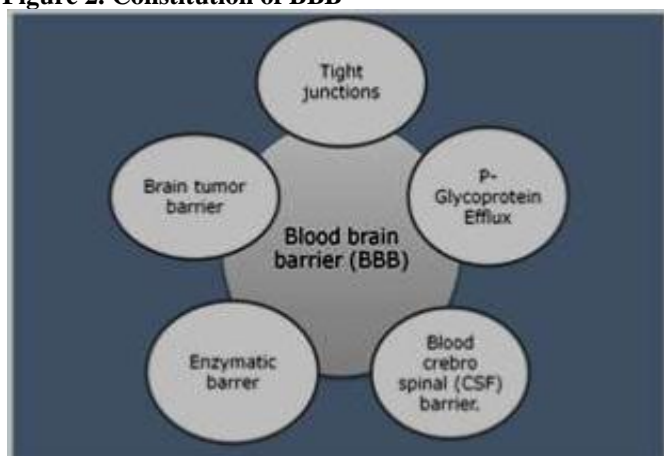 Figure 2. Constitution of BBB
Tight
junctions
Brain tumor
barrier
P-
Glycoprotein
Efflux
Blood brain
barrier (BBB)
Enzymatic
barrer
Blood
crebro
spinal (CSF)
barrier.